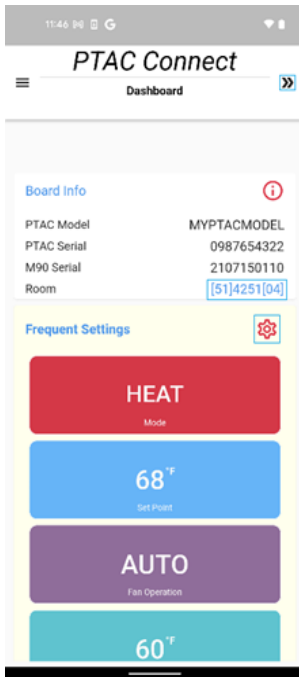 11:46 G
PTAC Connect
Dashboard
Board Info
PTAC Model MYPTACMODEL
PTAC Serial 0987654322
M90 Serial 2107150110
Room [51]4251[04]
Frequent Settings
HEAT
Mode
68°F
Set Point
AUTO
Fan Operation
60°F